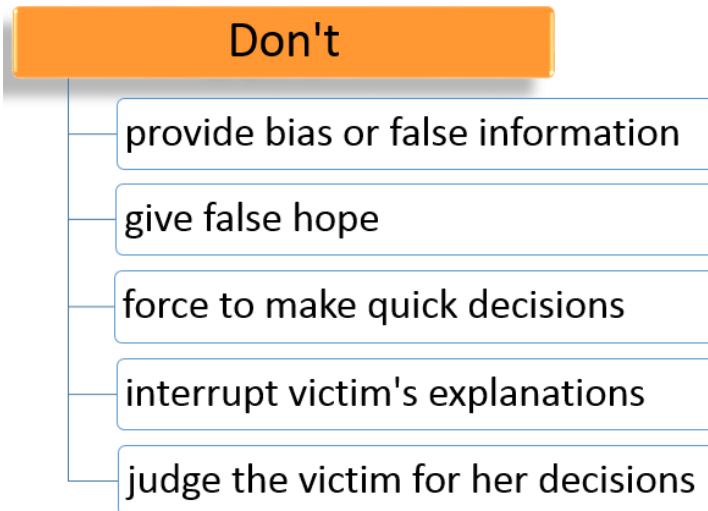 Don't
provide bias or false information
give false hope
force to make quick decisions
interrupt victim's explanations
judge the victim for her decisions